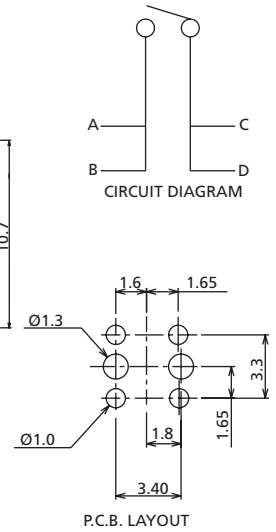 A C
B D
CIRCUIT DIAGRAM
10.7
1.6 1.65
Ø1.3
3.3
1.65
Ø1.0
1.8
3.40
P.C.B. LAYOUT